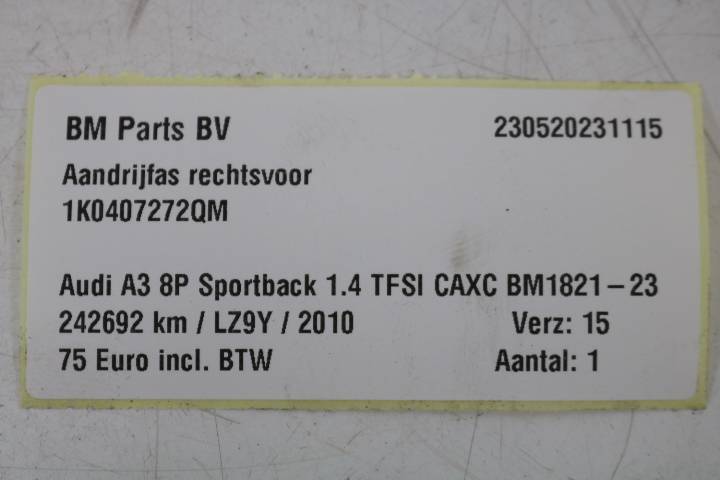 BM Parts BV 230520231115
Aandrijfas rechtsvoor
1K0407272QM
Audi A3 8P Sportback 1.4 TFSI CAXC BM1821-23
242692 km / LZ9Y / 2010 Verz: 15
75 Euro incl. BTW Aantal: 1